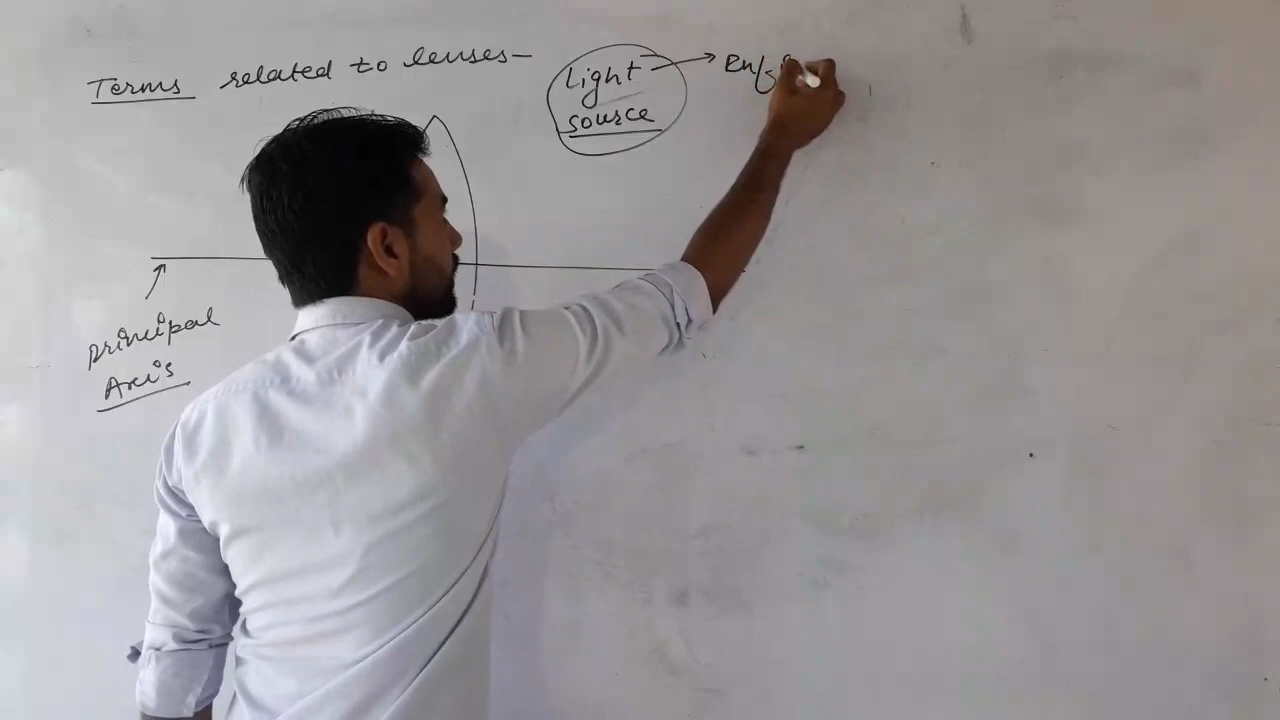 Terms related to lenses-
Light
source
principal
Axis